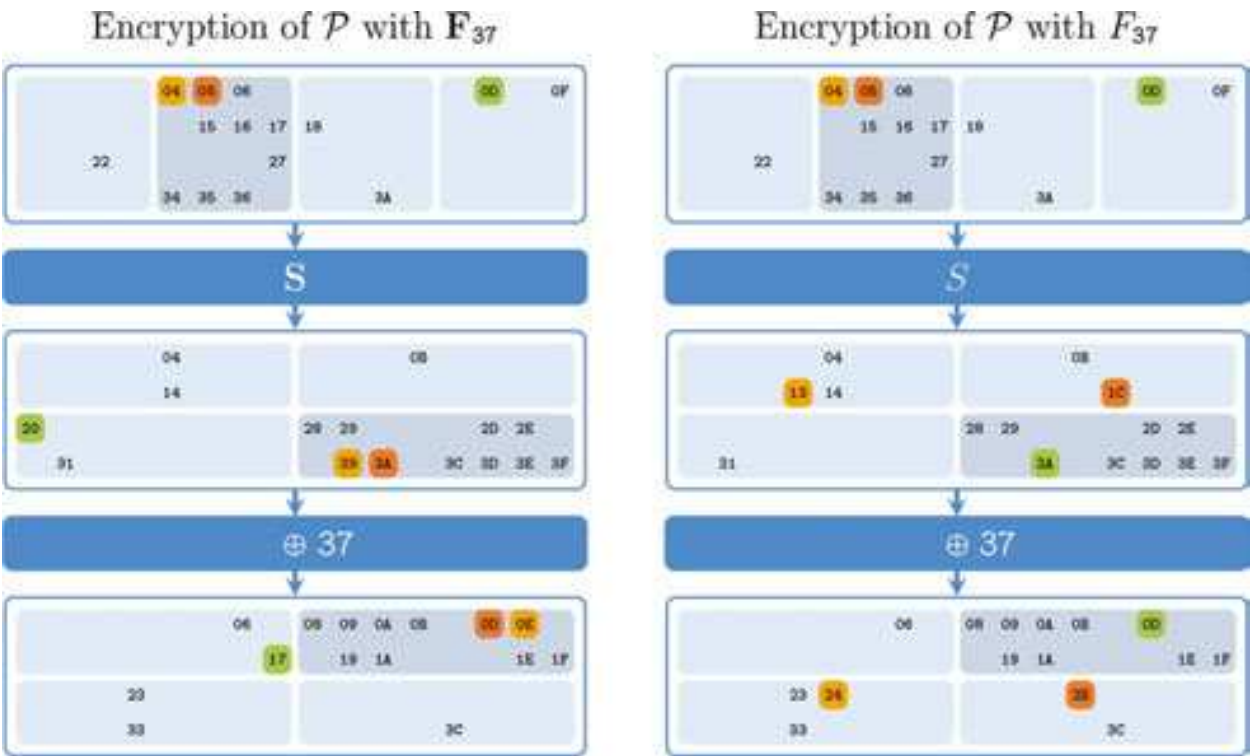 Encryption of 𝒫 with F₃₇
04 05 06 0D 0F
15 16 17 18
22 27
34 35 36 3A
S
04 0B
14
20 28 29 2D 2E
31 39 3A 3C 3D 3E 3F
⊕ 37
06 08 09 0A 0B 0D 0E
17 19 1A 1E 1F
23
33 3C
Encryption of 𝒫 with F₃₇
04 05 06 0D 0F
15 16 17 18
22 27
34 35 36 3A
S
04 0B
13 14 1C
28 29 2D 2E
31 3A 3C 3D 3E 3F
⊕ 37
06 08 09 0A 0B 0D
19 1A 1E 1F
23 24 2B
33 3C